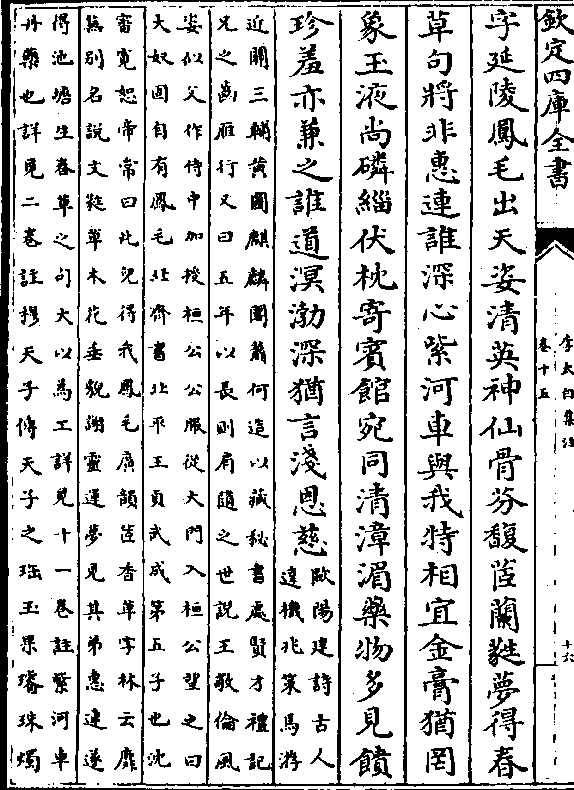 欽定四庫全書
李太白集注
卷十五
十六
字延陵鳳毛出天姿清英神仙骨芬馥茝蘭蕤夢得春
草句將非惠連誰深心紫河車與我特相宜金膏猶罔
象玉液尚磷緇伏枕寄賓館宛同清漳湄藥物多見饋
珍羞亦兼之誰道溟渤深猶言淺恩慈
歐陽建詩古人
達機兆策馬游
近關三輔黃圖麒麟閣蕭何造以藏秘書處賢才禮記
兄之齒雁行又曰五年以長則肩隨之世說王敬倫風
姿似父作侍中加授桓公公服從大門入桓公望之曰
大奴固自有鳳毛北齊書北平王貞武成第五子也沈
審寬恕帝常曰此兒得我鳳毛廣韻茝香草字林云蘼
蕪别名說文蕤草木花垂貌謝靈運夢見其弟惠連遂
得池塘生春草之句大以為工詳見十一卷註紫河車
丹藥也詳見二卷註穆天子傳天子之珤玉果璿珠燭